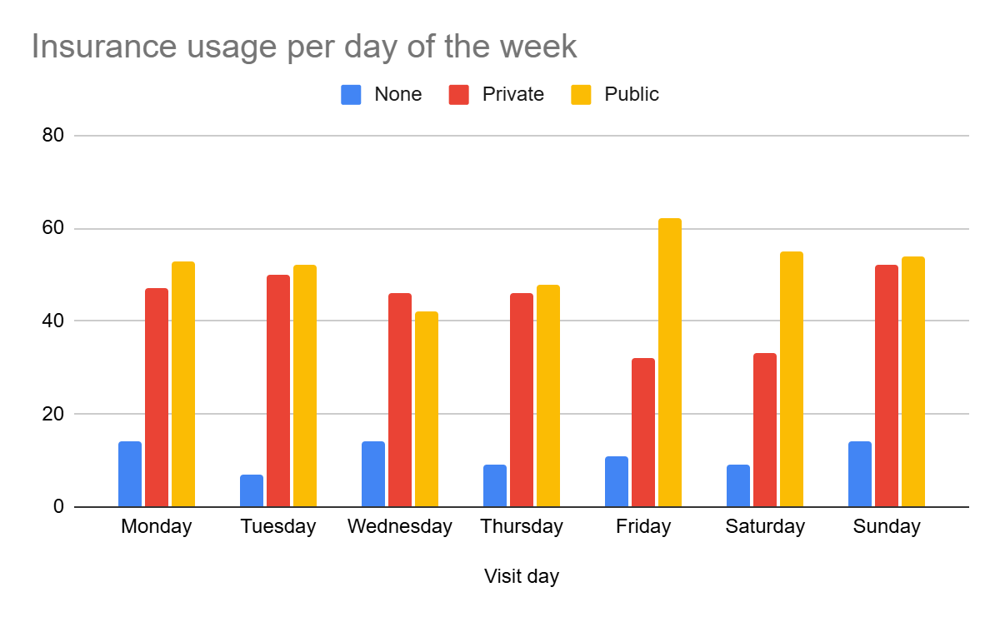 Insurance usage per day of the week
None Private Public
80
60
40
20
0
Monday Tuesday Wednesday Thursday Friday Saturday Sunday
Visit day